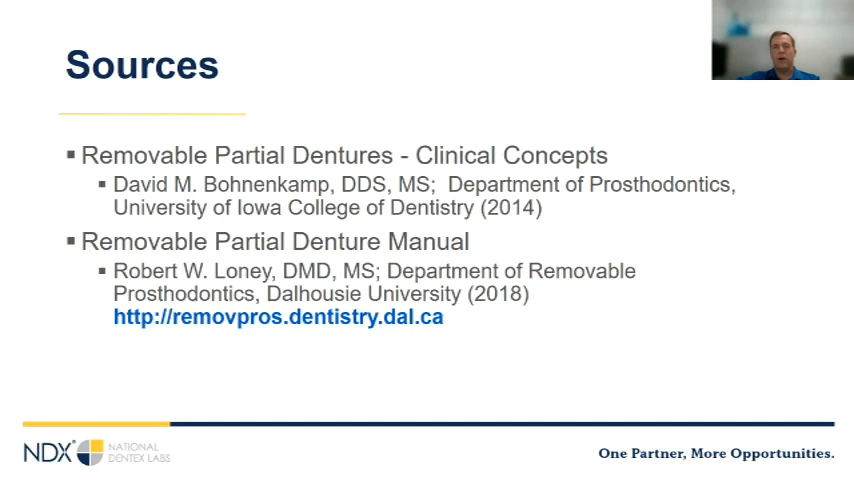 Sources
▪ Removable Partial Dentures - Clinical Concepts
▪ David M. Bohnenkamp, DDS, MS; Department of Prosthodontics,
University of Iowa College of Dentistry (2014)
▪ Removable Partial Denture Manual
▪ Robert W. Loney, DMD, MS; Department of Removable
Prosthodontics, Dalhousie University (2018)
http://removpros.dentistry.dal.ca
NDX® NATIONAL
DENTEX LABS
One Partner, More Opportunities.